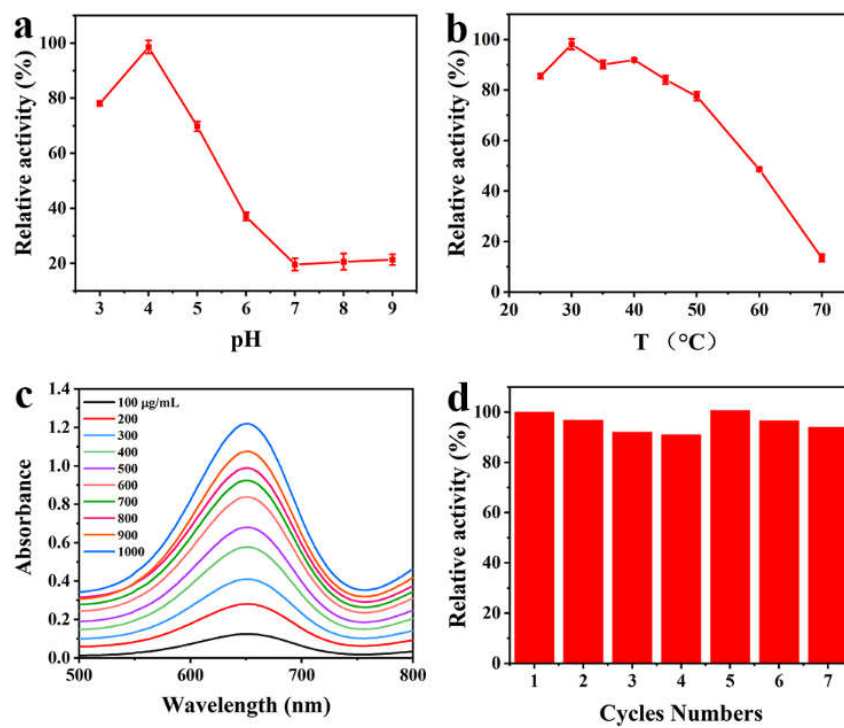 a
Relative activity (%)
100
80
60
40
20
3 4 5 6 7 8 9
pH
b
Relative activity (%)
100
80
60
40
20
0
20 30 40 50 60 70
T （°C）
c
Absorbance
1.4
1.2
1.0
0.8
0.6
0.4
0.2
0.0
100 μg/mL
200
300
400
500
600
700
800
900
1000
500 600 700 800
Wavelength (nm)
d
Relative activity (%)
100
80
60
40
20
0
1 2 3 4 5 6 7
Cycles Numbers